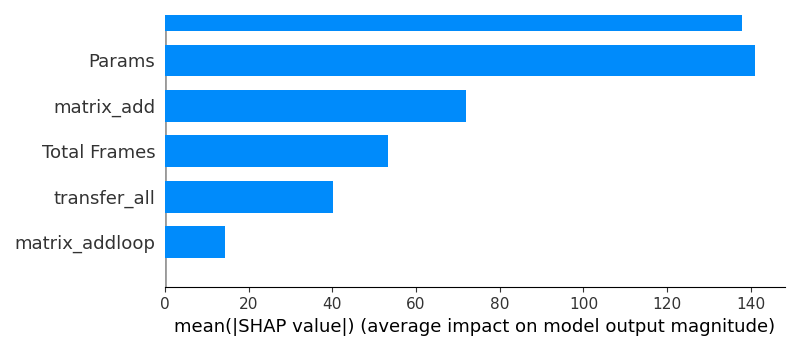 Params
matrix_add
Total Frames
transfer_all
matrix_addloop
0 20 40 60 80 100 120 140
mean(|SHAP value|) (average impact on model output magnitude)